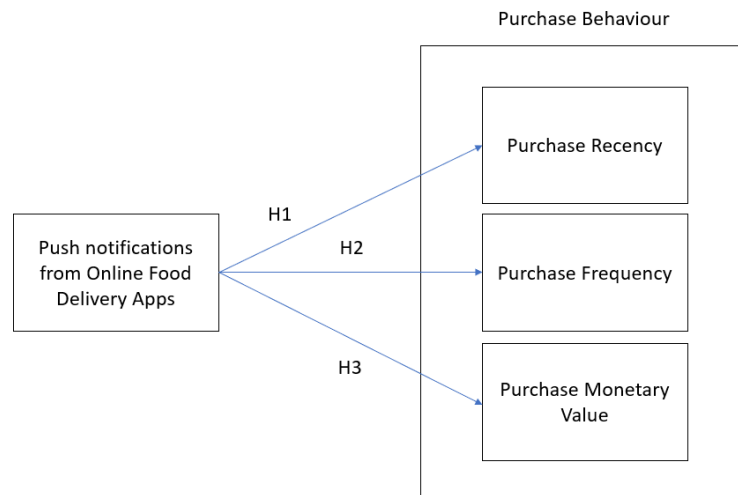 Purchase Behaviour
Purchase Recency
H1
Push notifications
from Online Food
Delivery Apps
H2
Purchase Frequency
H3
Purchase Monetary
Value